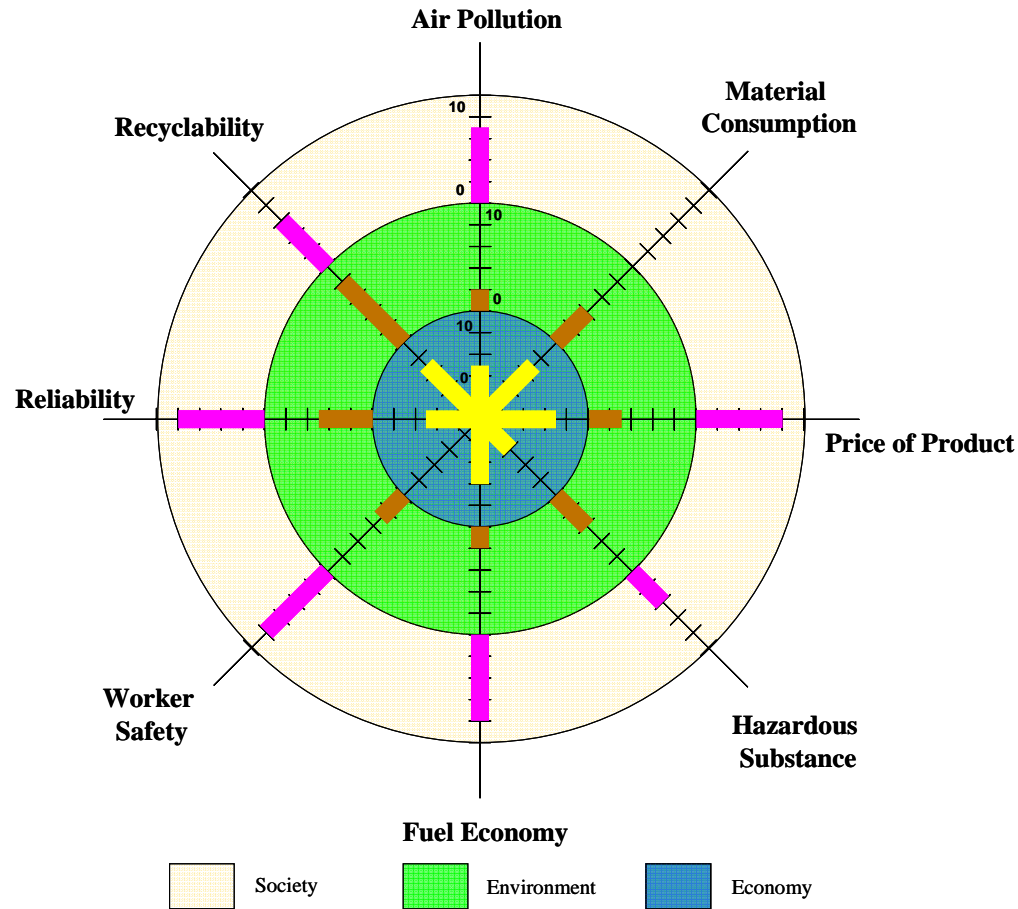 Air Pollution
Material
Consumption
Recyclability
10
0
10
0
10
0
Reliability
Price of Product
Worker
Safety
Hazardous
Substance
Fuel Economy
Society
Environment
Economy